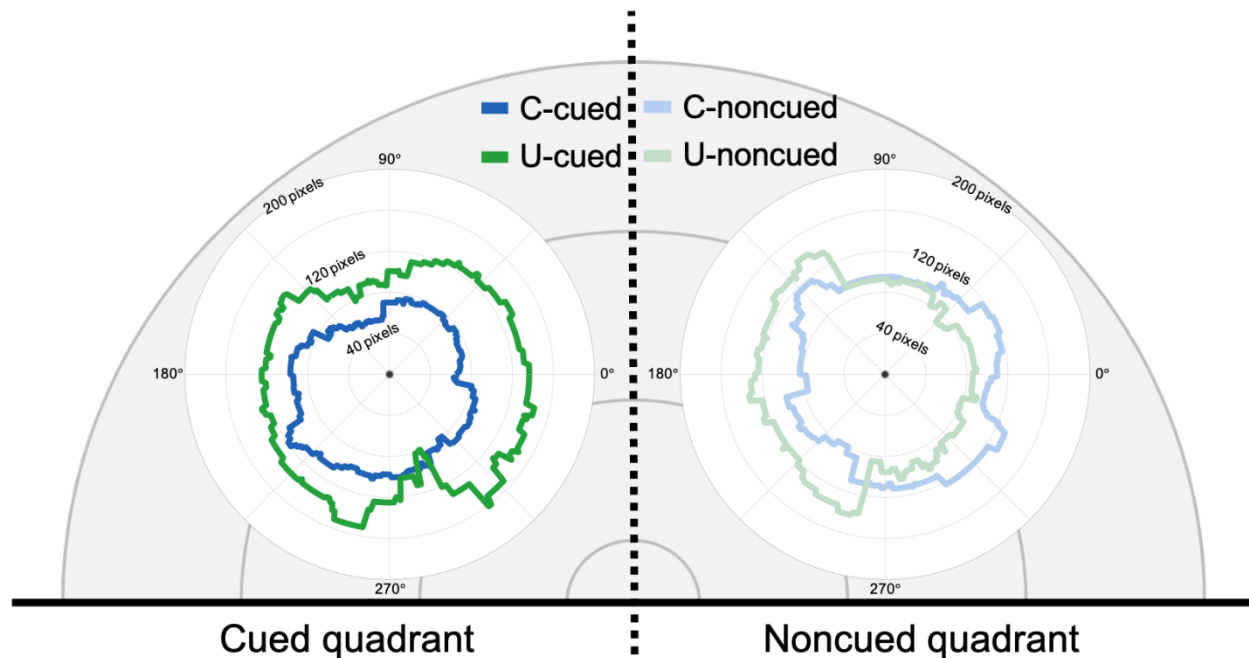 C-cued
C-noncued
U-cued
U-noncued
90°
200 pixels
120 pixels
40 pixels
180°
0°
270°
90°
200 pixels
120 pixels
40 pixels
180°
0°
270°
Cued quadrant
Noncued quadrant